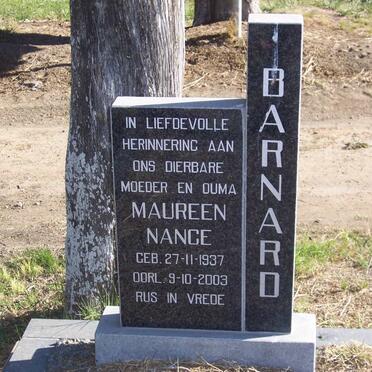 IN LIEFDEVOLLE
HERINNERING AAN
ONS DIERBARE
MOEDER EN OUMA
MAUREEN
NANCE
GEB. 27-11-1937
OORL. 9-10-2003
RUS IN VREDE
BARNARD